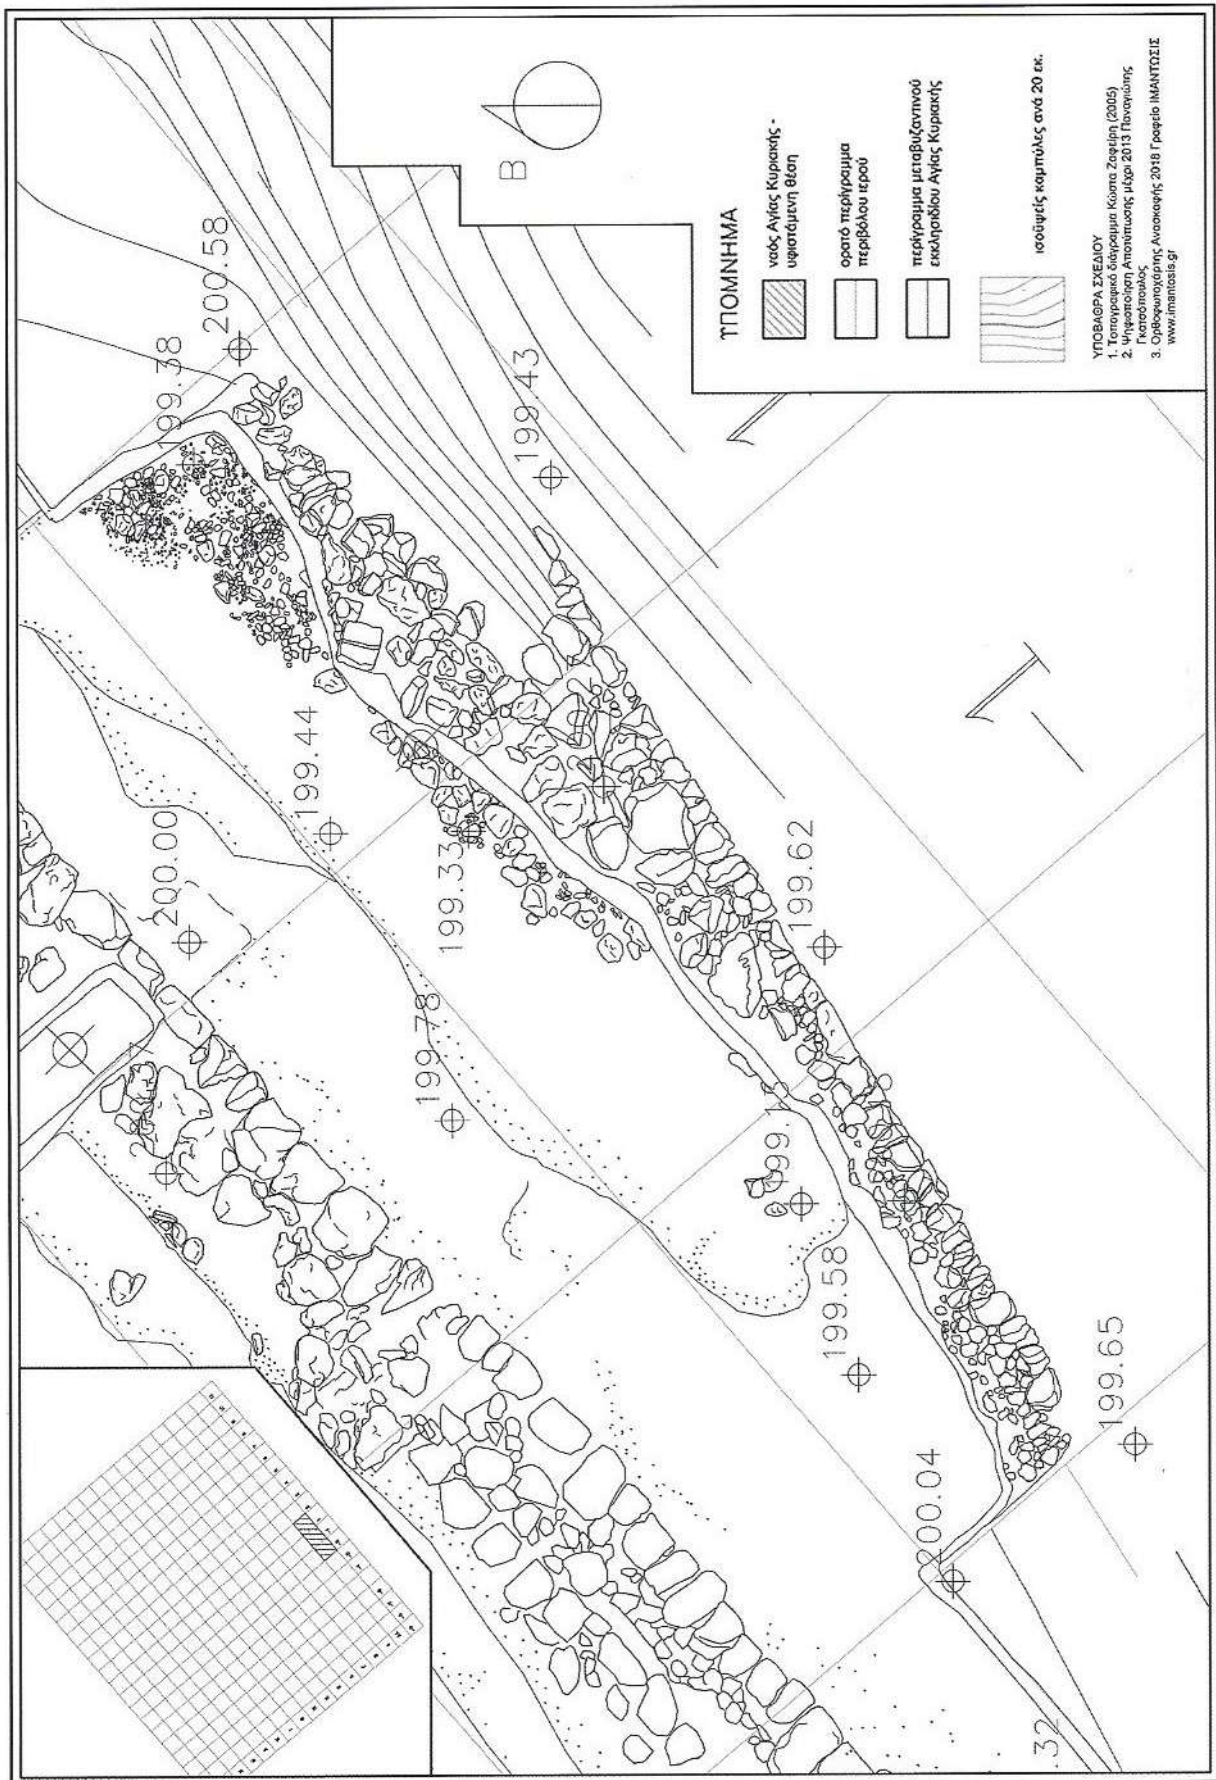 Β
ΥΠΟΜΝΗΜΑ
ναός Αγίας Κυριακής -
υφιστάμενη θέση
ορατό περίγραμμα
περιβόλου ιερού
περίγραμμα μεταβυζαντινού
εκκλησιδίου Αγίας Κυριακής
ισοϋψείς καμπύλες ανά 20 εκ.
ΥΠΟΒΑΘΡΑ ΣΧΕΔΙΟΥ
1. Τοπογραφικό διάγραμμα Κώστα Ζαφείρη (2005)
2. Ψηφιοποίηση Αποτύπωσης μέχρι 2013 Παναγιώτης
Γκατσόπουλος
3. Ορθοφωτοχάρτης Ανασκαφής 2018 Γραφείο ΙΜΑΝΤΩΣΙΣ
www.imantosis.gr
200.58
199.38
199.43
199.44
200.00
199.33
199.62
199.78
199.58
199.65
200.04
32